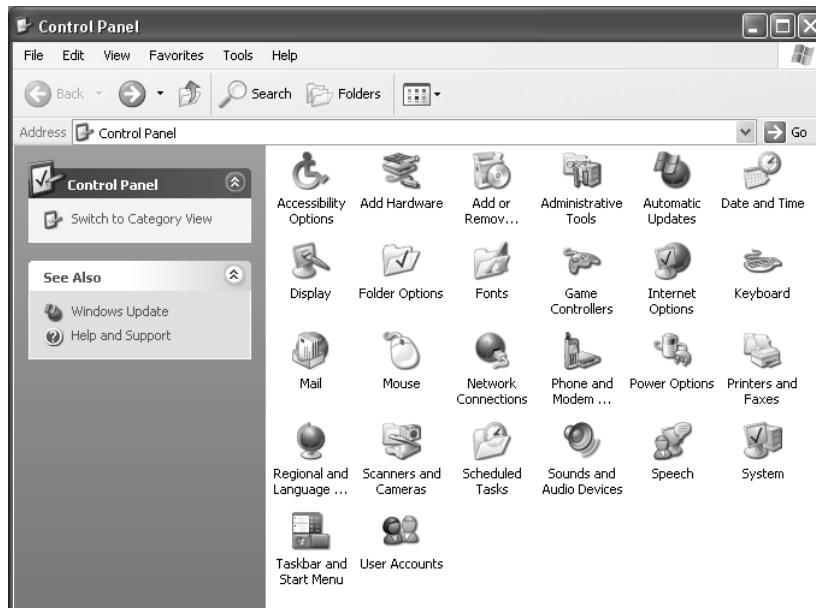 Control Panel
File Edit View Favorites Tools Help
Back Search Folders
Address Control Panel Go
Control Panel
Switch to Category View
See Also
Windows Update
Help and Support
Accessibility Options
Add Hardware
Add or Remov...
Administrative Tools
Automatic Updates
Date and Time
Display
Folder Options
Fonts
Game Controllers
Internet Options
Keyboard
Mail
Mouse
Network Connections
Phone and Modem ...
Power Options
Printers and Faxes
Regional and Language ...
Scanners and Cameras
Scheduled Tasks
Sounds and Audio Devices
Speech
System
Taskbar and Start Menu
User Accounts